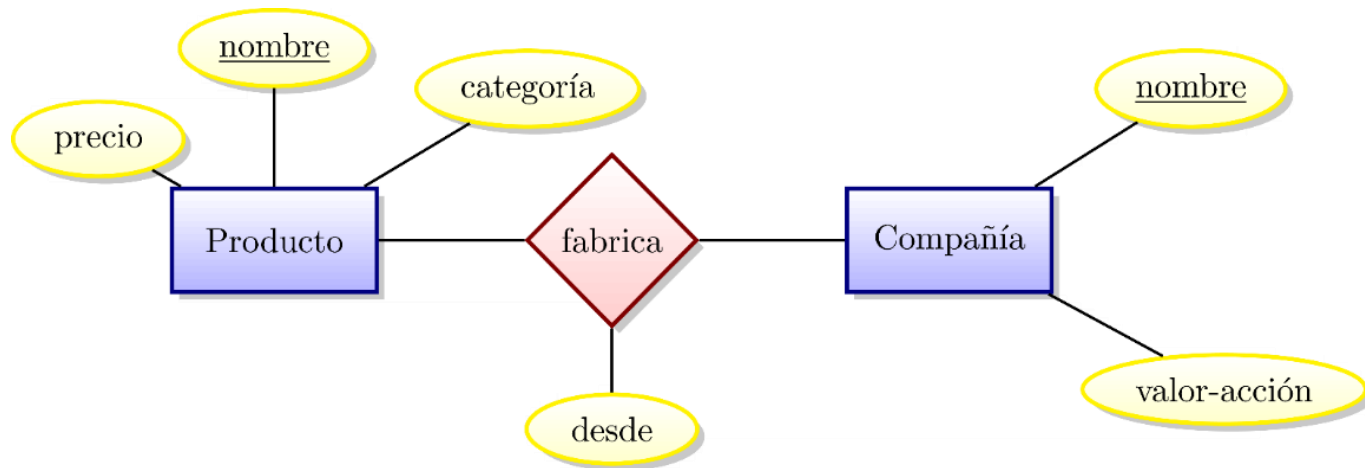 nombre
nombre
categoría
precio
Producto
fabrica
Compañía
valor-acción
desde